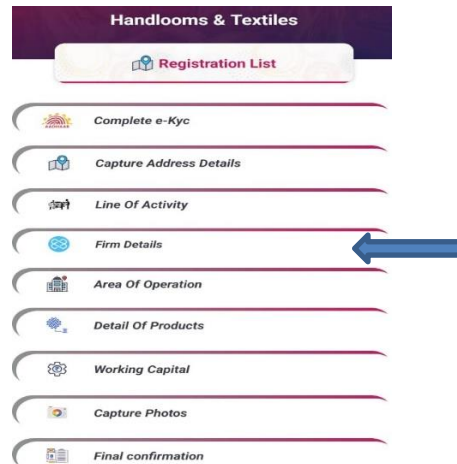 Handlooms & Textiles
Registration List
Complete e-Kyc
Capture Address Details
Line Of Activity
Firm Details
Area Of Operation
Detail Of Products
Working Capital
Capture Photos
Final confirmation